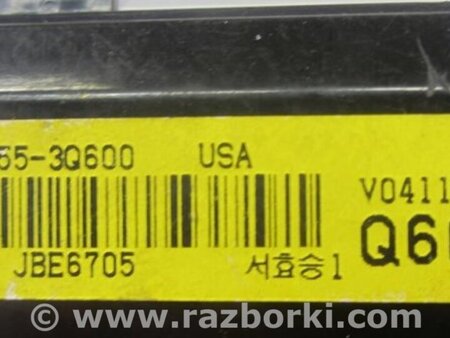 55-3Q600 USA
V0411
Q6
JBE6705 서효승1
© www.razborki.com